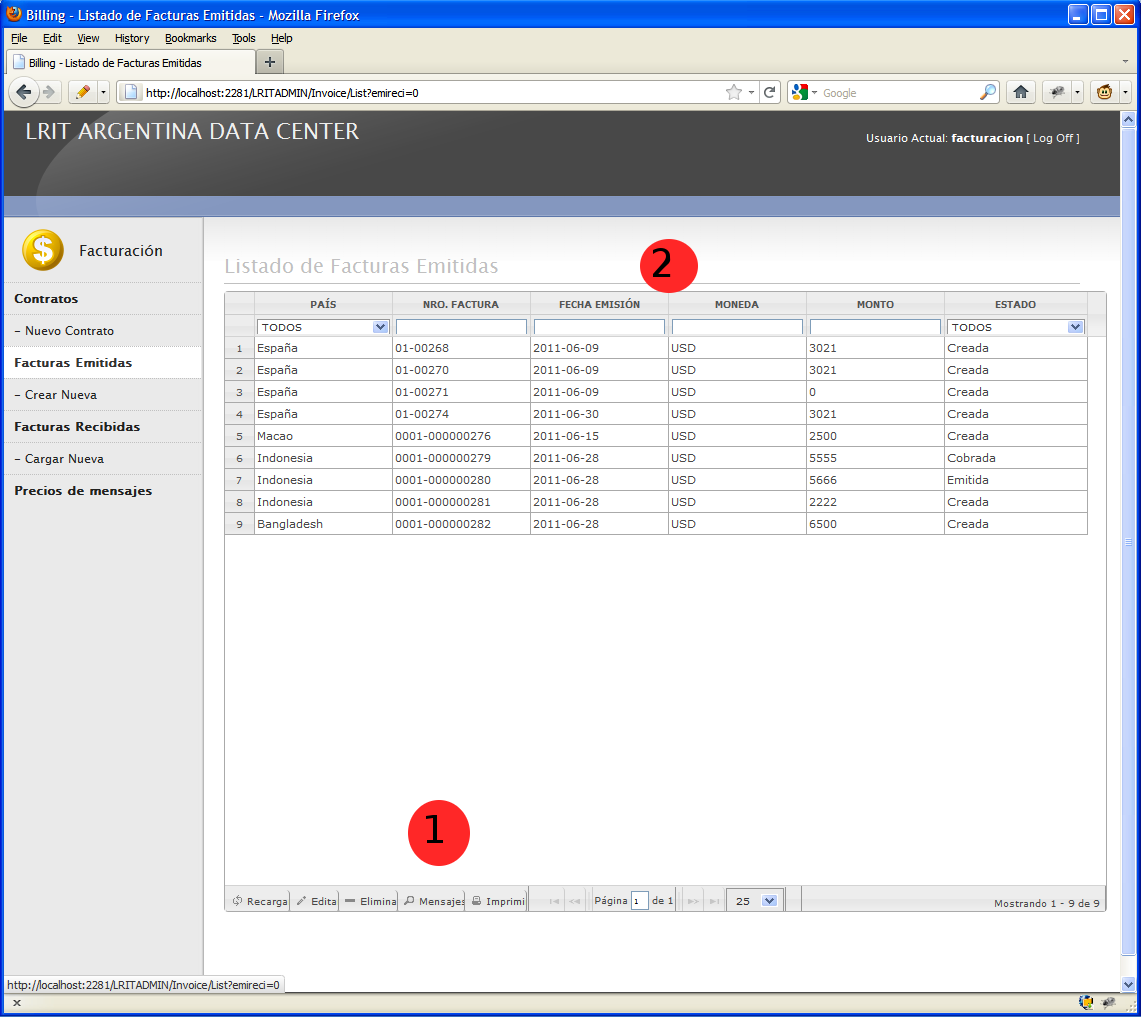 Billing - Listado de Facturas Emitidas - Mozilla Firefox
File Edit View History Bookmarks Tools Help
Billing - Listado de Facturas Emitidas
http://localhost:2281/LRITADMIN/Invoice/List?emireci=0 Google
LRIT ARGENTINA DATA CENTER
Usuario Actual: facturacion [ Log Off ]
Facturación
Contratos
- Nuevo Contrato
Facturas Emitidas
- Crear Nueva
Facturas Recibidas
- Cargar Nueva
Precios de mensajes
Listado de Facturas Emitidas
2
PAÍS NRO. FACTURA FECHA EMISIÓN MONEDA MONTO ESTADO
TODOS TODOS
1 España 01-00268 2011-06-09 USD 3021 Creada
2 España 01-00270 2011-06-09 USD 3021 Creada
3 España 01-00271 2011-06-09 USD 0 Creada
4 España 01-00274 2011-06-30 USD 3021 Creada
5 Macao 0001-000000276 2011-06-15 USD 2500 Creada
6 Indonesia 0001-000000279 2011-06-28 USD 5555 Cobrada
7 Indonesia 0001-000000280 2011-06-28 USD 5666 Emitida
8 Indonesia 0001-000000281 2011-06-28 USD 2222 Creada
9 Bangladesh 0001-000000282 2011-06-28 USD 6500 Creada
1
Recarga Edita Elimina Mensajes Imprimi Página 1 de 1 25 Mostrando 1 - 9 de 9
http://localhost:2281/LRITADMIN/Invoice/List?emireci=0